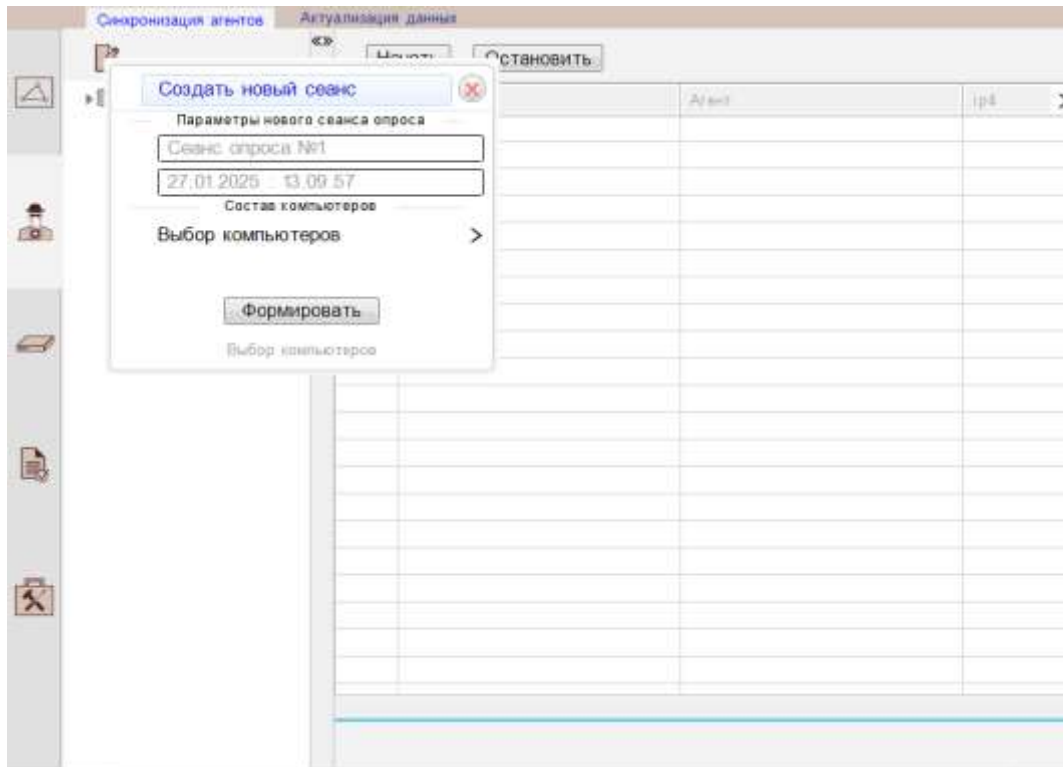 Синхронизация агентов Актуализация данных
Начать Остановить
Создать новый сеанс
Агент ip4
Параметры нового сеанса опроса
Сеанс опроса №1
27.01.2025 : 13.09.57
Состав компьютеров
Выбор компьютеров >
Формировать
Выбор компьютеров